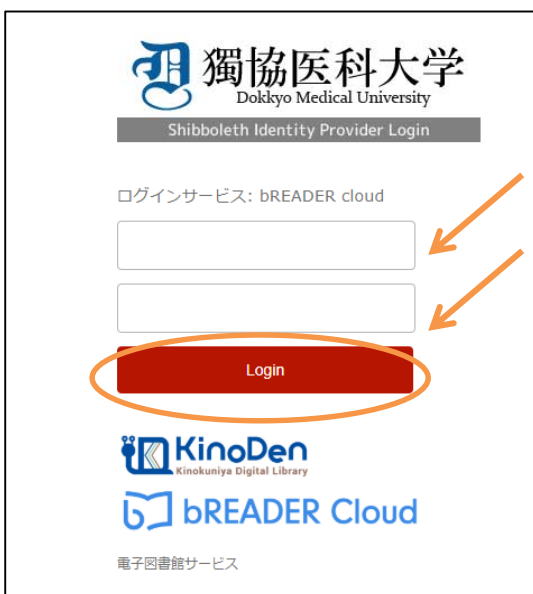 獨協医科大学
Dokkyo Medical University
Shibboleth Identity Provider Login
ログインサービス: bREADER cloud
Login
KinoDen
Kinokuniya Digital Library
bREADER Cloud
電子図書館サービス